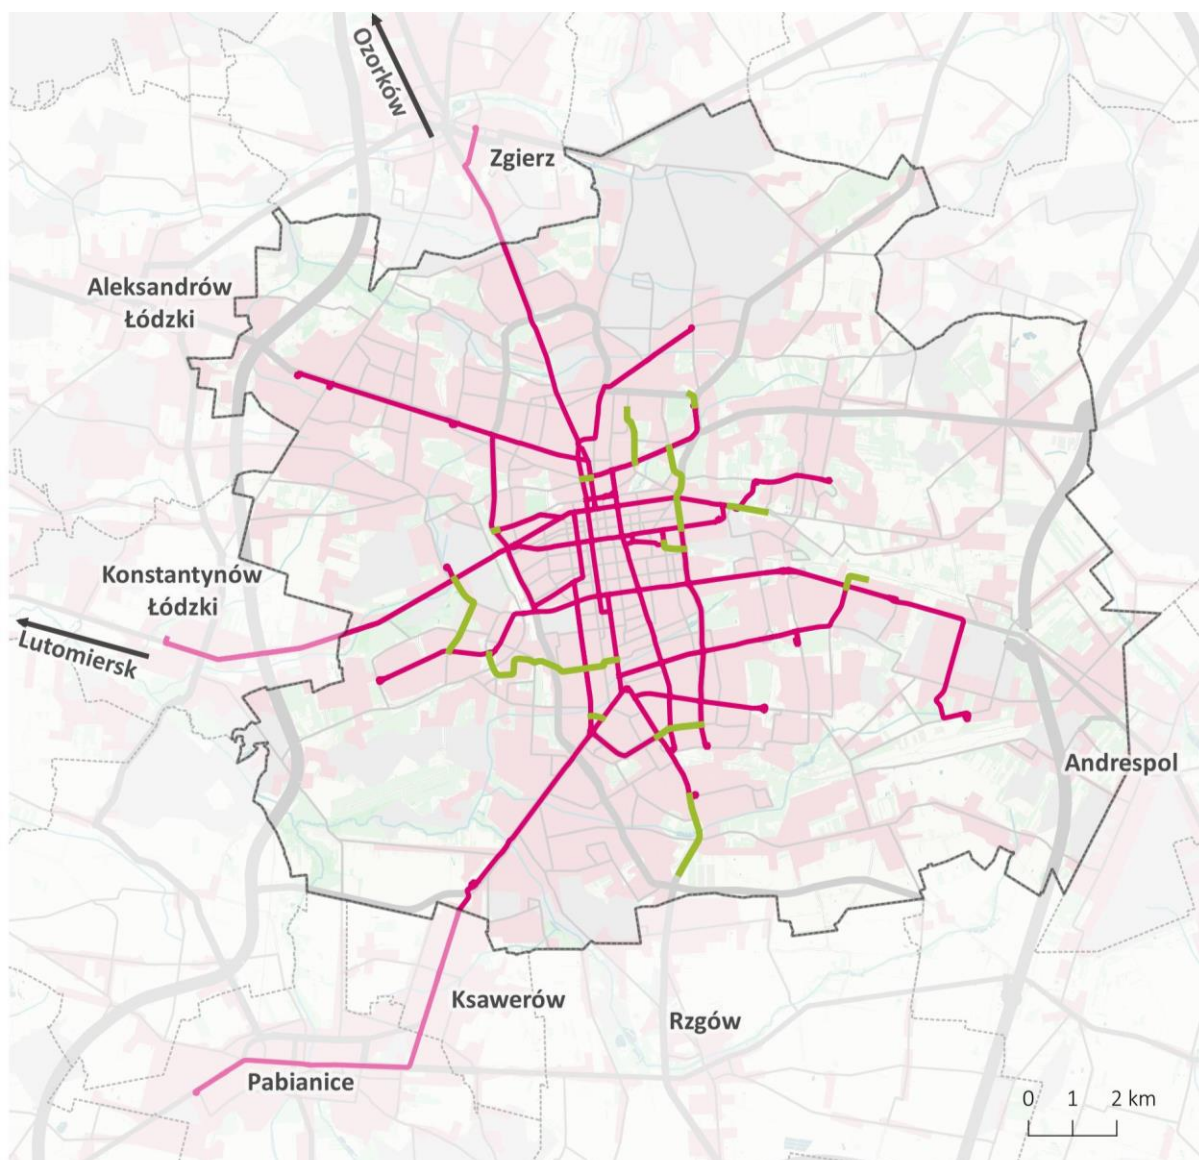 Ozorków
Zgierz
Aleksandrów
Łódzki
Konstantynów
Łódzki
Lutomiersk
Andrespol
Ksawerów
Rzgów
Pabianice
0 1 2 km